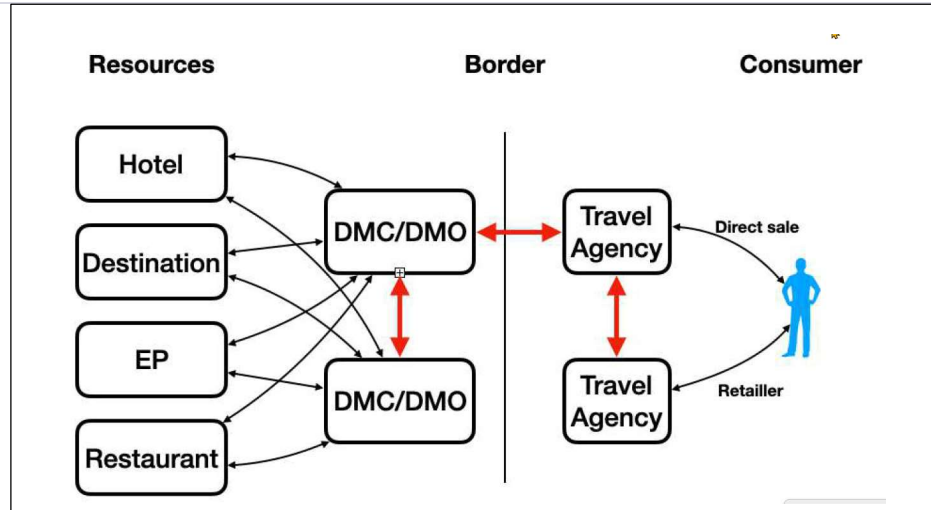 Resources
Border
Consumer
Hotel
Destination
EP
Restaurant
DMC/DMO
DMC/DMO
Travel
Agency
Travel
Agency
Direct sale
Retailler